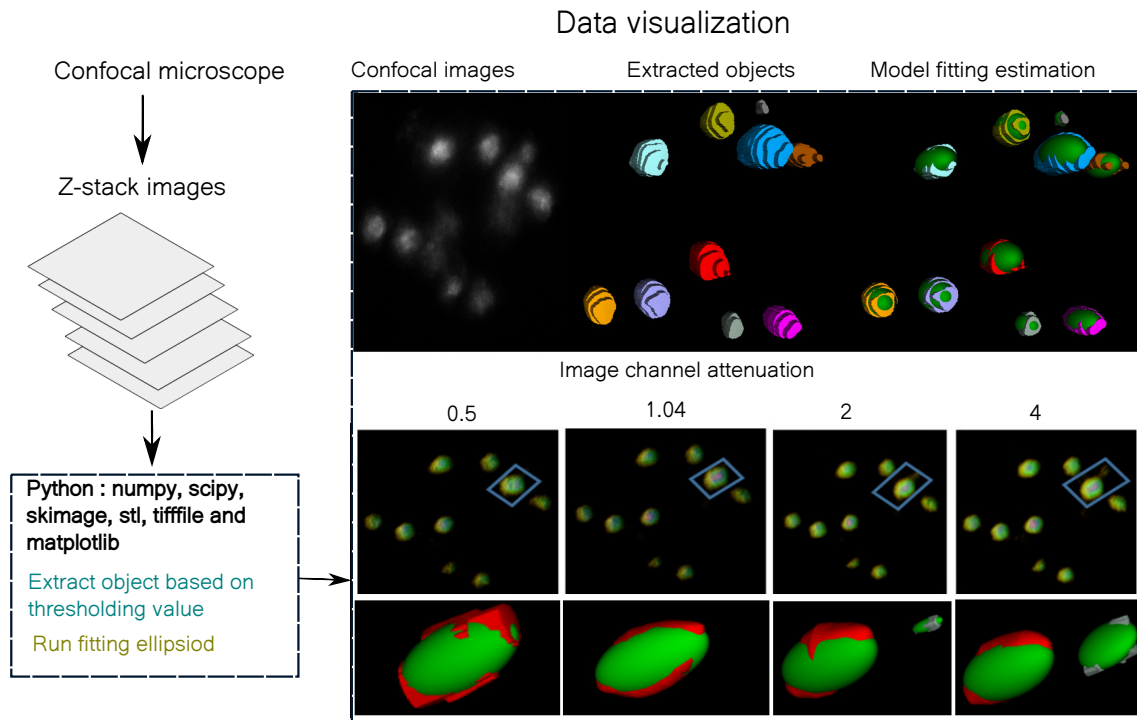 Data visualization
Confocal microscope
Z-stack images
Python : numpy, scipy,
skimage, stl, tifffile and
matplotlib
Extract object based on
thresholding value
Run fitting ellipsiod
Confocal images
Extracted objects
Model fitting estimation
Image channel attenuation
0.5
1.04
2
4